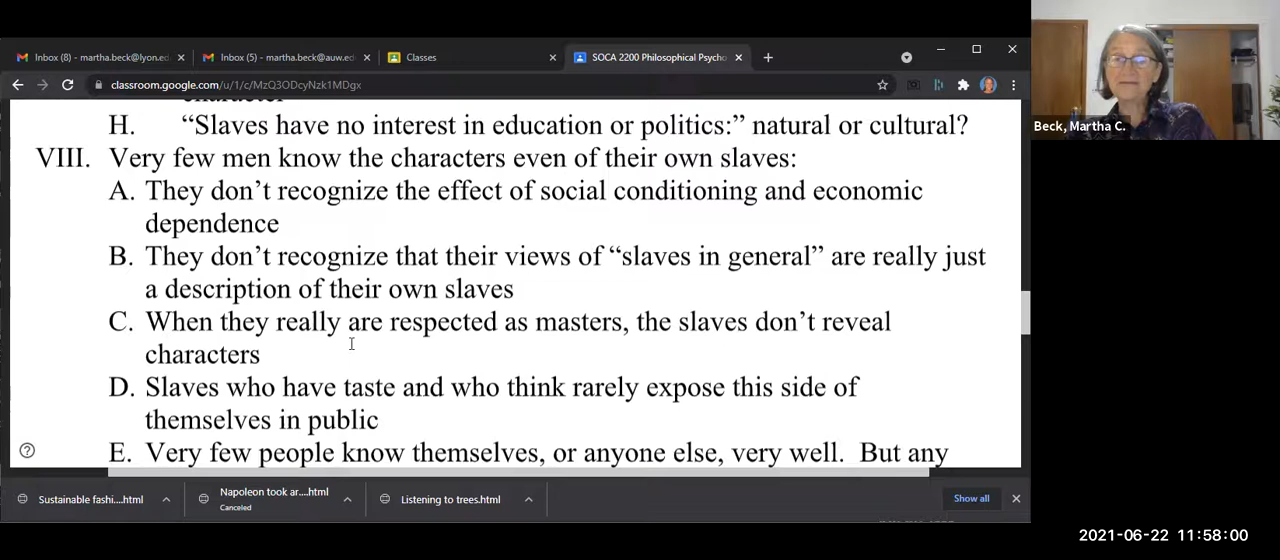 Inbox (8) - martha.beck@lyon.ed
Inbox (5) - martha.beck@auw.ed
Classes
SOCA 2200 Philosophical Psycho
classroom.google.com/u/1/c/MzQ3ODcyNzk1MDgx
character
H. “Slaves have no interest in education or politics:” natural or cultural?
VIII. Very few men know the characters even of their own slaves:
A. They don’t recognize the effect of social conditioning and economic
dependence
B. They don’t recognize that their views of “slaves in general” are really just
a description of their own slaves
C. When they really are respected as masters, the slaves don’t reveal
characters
D. Slaves who have taste and who think rarely expose this side of
themselves in public
E. Very few people know themselves, or anyone else, very well. But any
Sustainable fashi....html
Napoleon took ar....html
Canceled
Listening to trees.html
Show all
Beck, Martha C.
2021-06-22 11:58:00